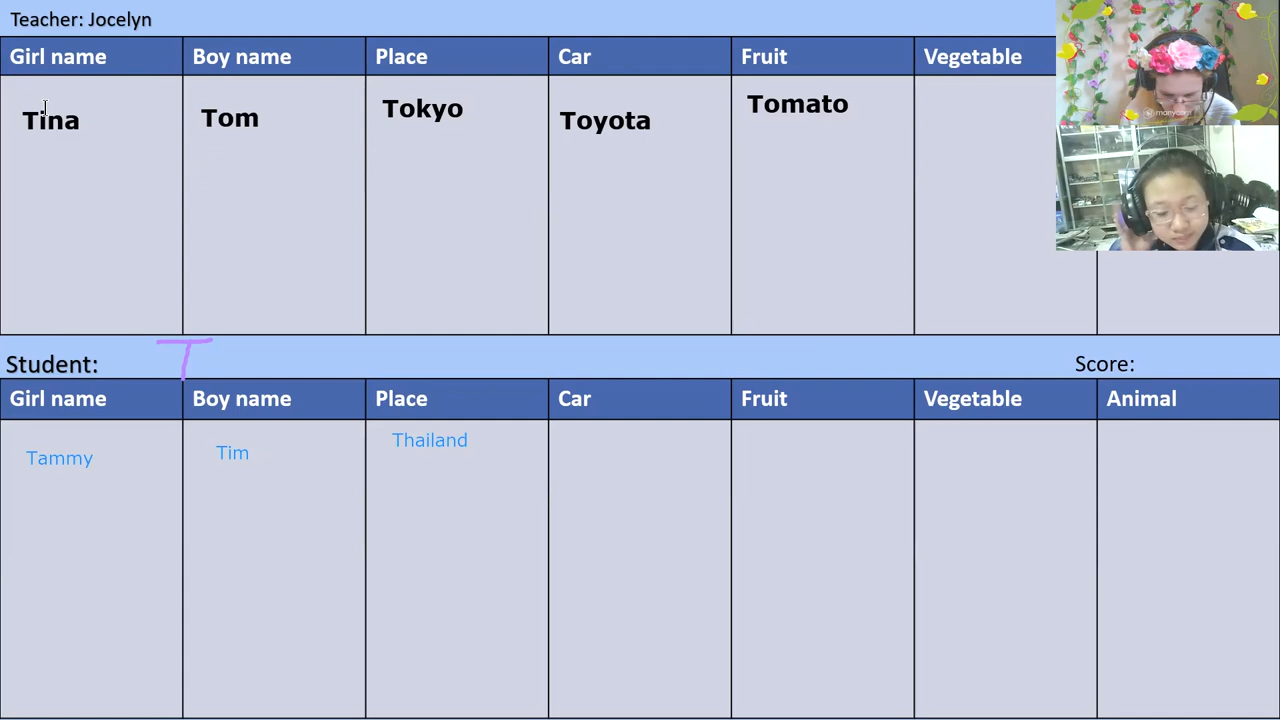 Teacher: Jocelyn
Girl name Boy name Place Car Fruit Vegetable
Tina Tom Tokyo Toyota Tomato
manycam
Student: T Score:
Girl name Boy name Place Car Fruit Vegetable Animal
Tammy Tim Thailand